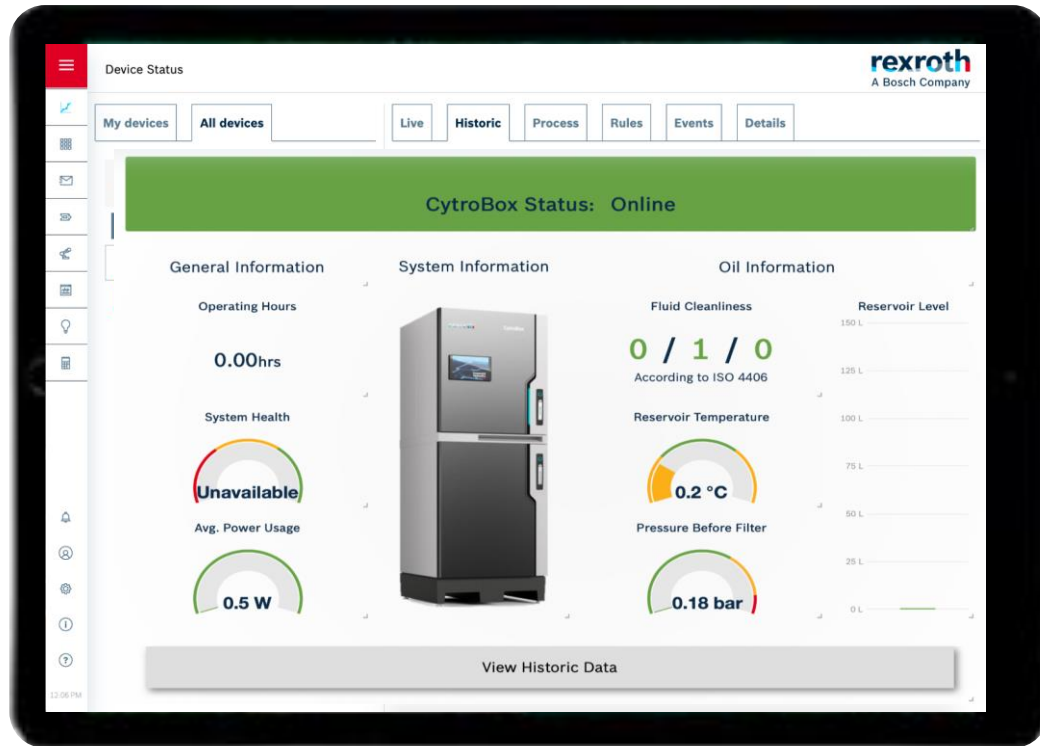 Device Status
rexroth
A Bosch Company
My devices
All devices
Live
Historic
Process
Rules
Events
Details
CytroBox Status: Online
General Information
System Information
Oil Information
Operating Hours
0.00hrs
System Health
Unavailable
Avg. Power Usage
0.5 W
Fluid Cleanliness
0 / 1 / 0
According to ISO 4406
Reservoir Temperature
0.2 °C
Pressure Before Filter
0.18 bar
Reservoir Level
150 L
125 L
100 L
75 L
50 L
25 L
0 L
View Historic Data
12:06 PM